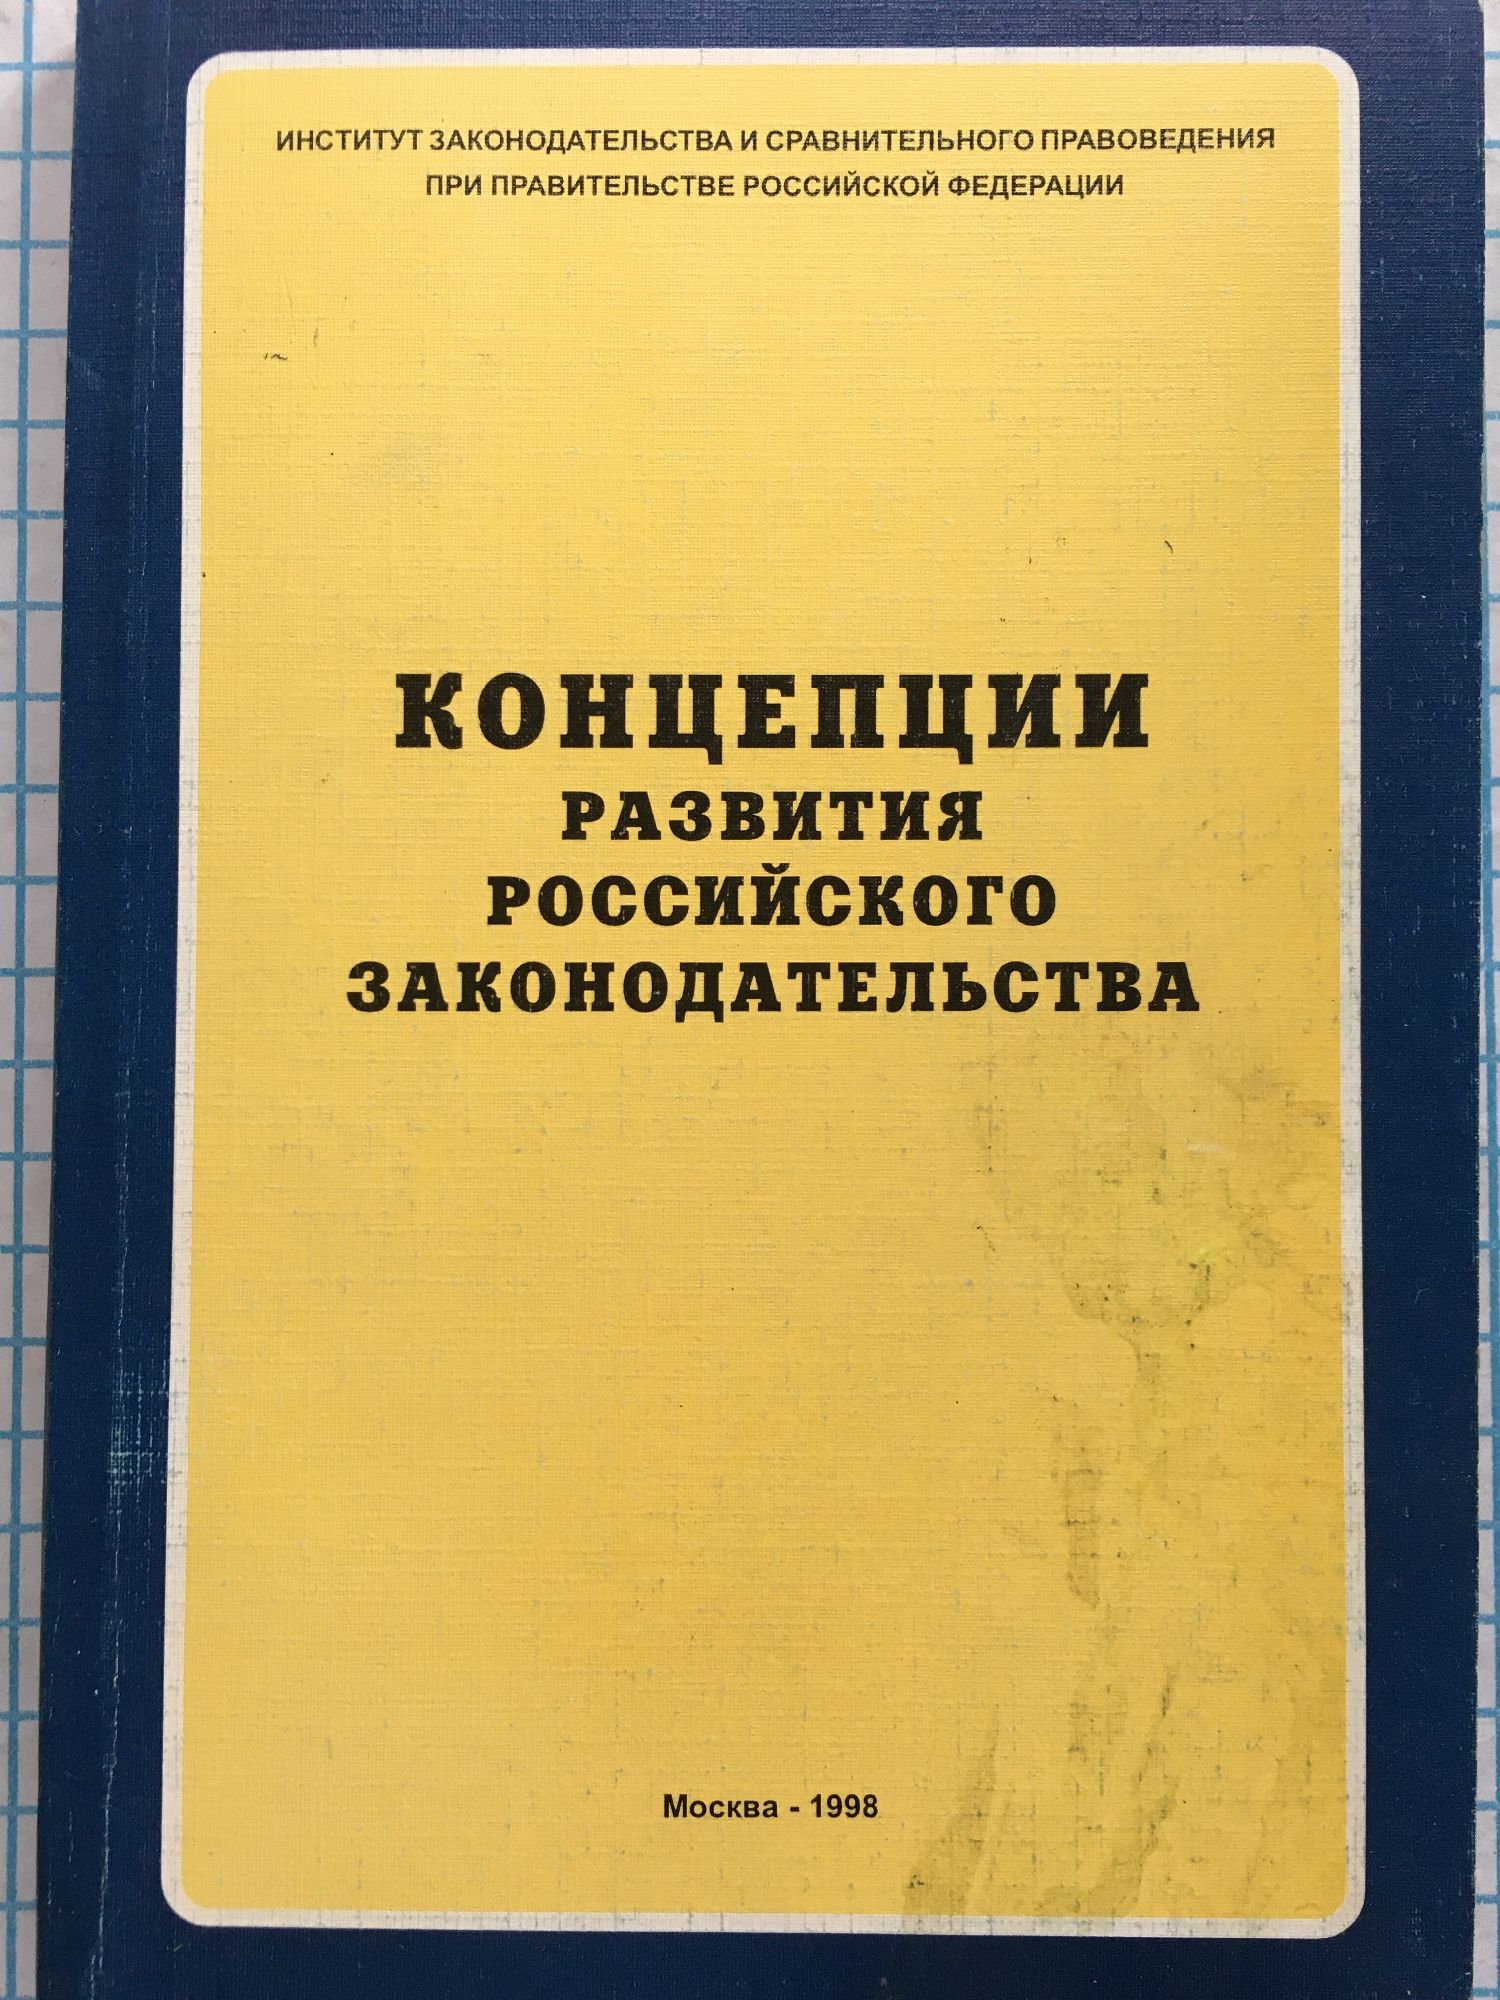 ИНСТИТУТ ЗАКОНОДАТЕЛЬСТВА И СРАВНИТЕЛЬНОГО ПРАВОВЕДЕНИЯ
ПРИ ПРАВИТЕЛЬСТВЕ РОССИЙСКОЙ ФЕДЕРАЦИИ
КОНЦЕПЦИИ
РАЗВИТИЯ
РОССИЙСКОГО
ЗАКОНОДАТЕЛЬСТВА
Москва - 1998